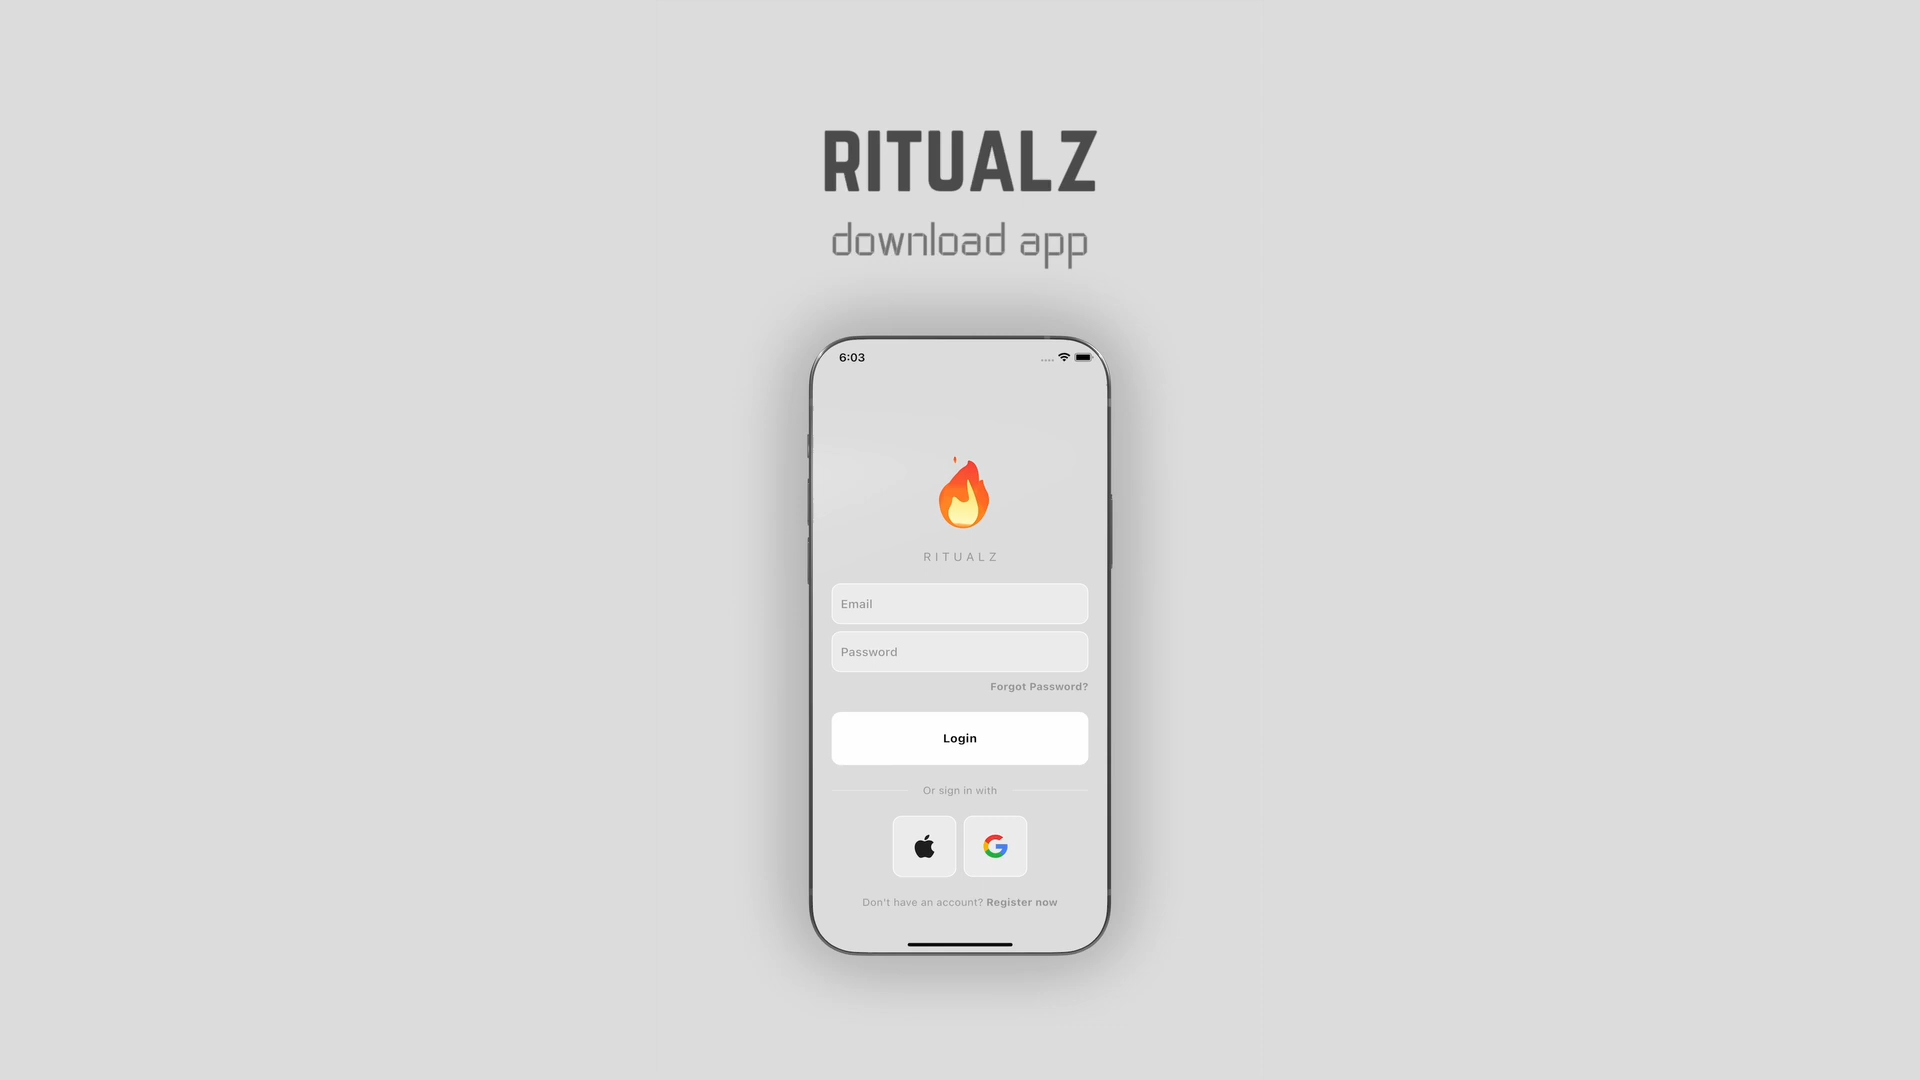 RITUALZ
download app
6:03
RITUALZ
Email
Password
Forgot Password?
Login
Or sign in with
Don't have an account? Register now